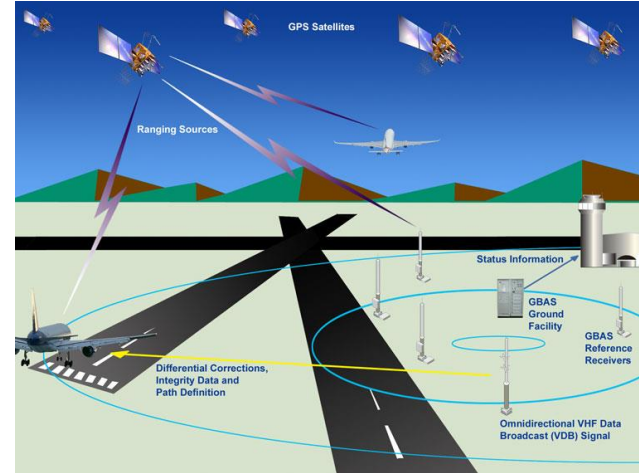 GPS Satellites
Ranging Sources
Status Information
GBAS
Ground
Facility
GBAS
Reference
Receivers
Differential Corrections,
Integrity Data and
Path Definition
Omnidirectional VHF Data
Broadcast (VDB) Signal